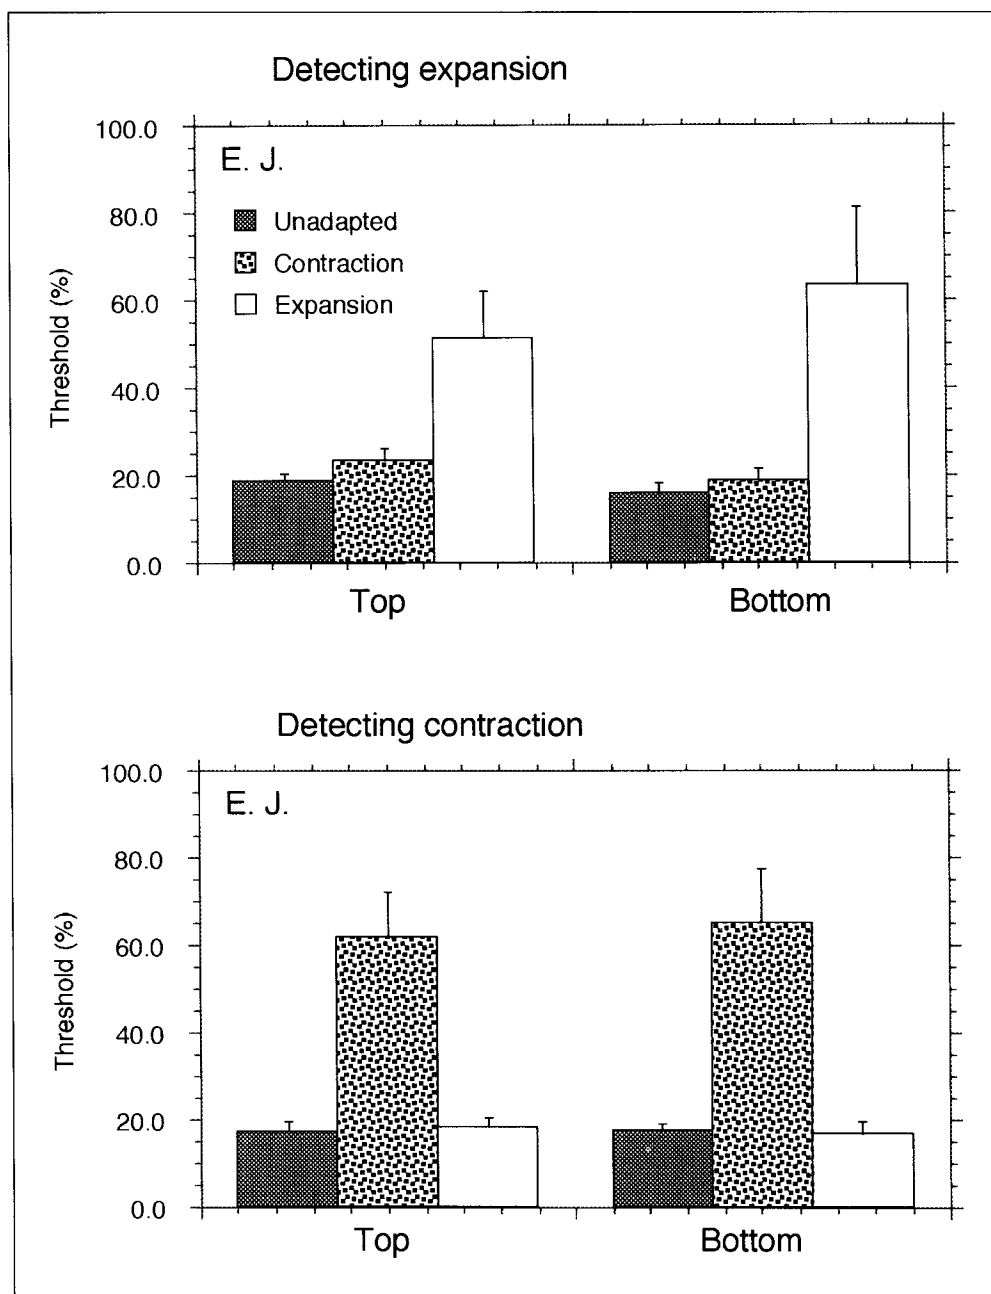 Detecting expansion
100.0
80.0
60.0
40.0
20.0
0.0
Threshold (%)
E. J.
Unadapted
Contraction
Expansion
Top
Bottom
Detecting contraction
100.0
80.0
60.0
40.0
20.0
0.0
Threshold (%)
E. J.
Top
Bottom